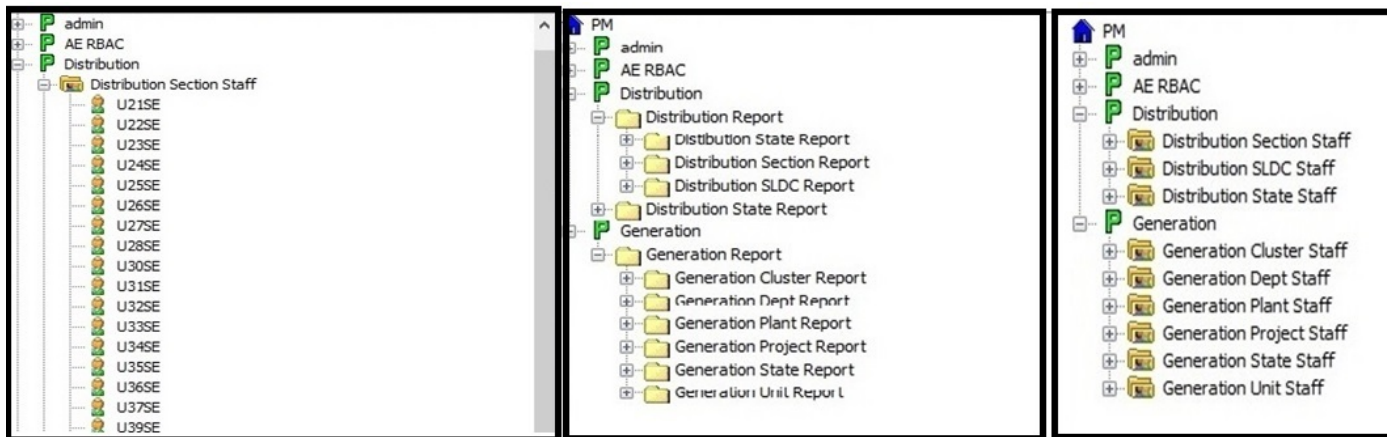 admin
AE RBAC
Distribution
Distribution Section Staff
U21SE
U22SE
U23SE
U24SE
U25SE
U26SE
U27SE
U28SE
U30SE
U31SE
U32SE
U33SE
U34SE
U35SE
U36SE
U37SE
U39SE
PM
admin
AE RBAC
Distribution
Distribution Report
Distibution State Report
Distribution Section Report
Distribution SLDC Report
Distribution State Report
Generation
Generation Report
Generation Cluster Report
Generation Dept Report
Generation Plant Report
Generation Project Report
Generation State Report
Generation Unit Report
PM
admin
AE RBAC
Distribution
Distribution Section Staff
Distribution SLDC Staff
Distribution State Staff
Generation
Generation Cluster Staff
Generation Dept Staff
Generation Plant Staff
Generation Project Staff
Generation State Staff
Generation Unit Staff